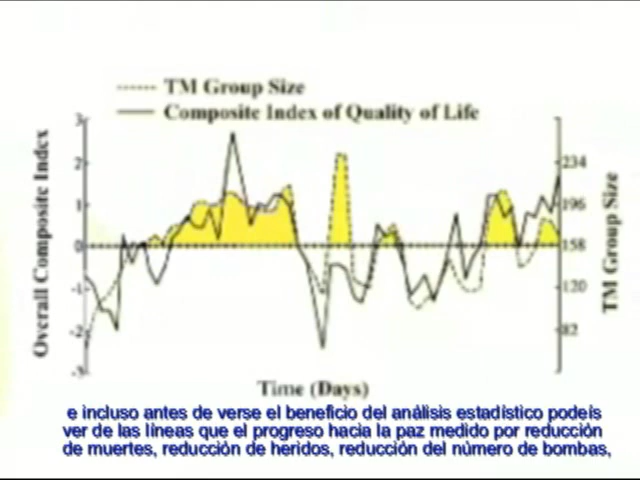 TM Group Size
Composite Index of Quality of Life
Overall Composite Index
3
2
1
0
-1
-2
-3
234
196
158
120
82
TM Group Size
Time (Days)
e incluso antes de verse el beneficio del análisis estadístico podeís
ver de las líneas que el progreso hacia la paz medido por reducción
de muertes, reducción de heridos, reducción del número de bombas,